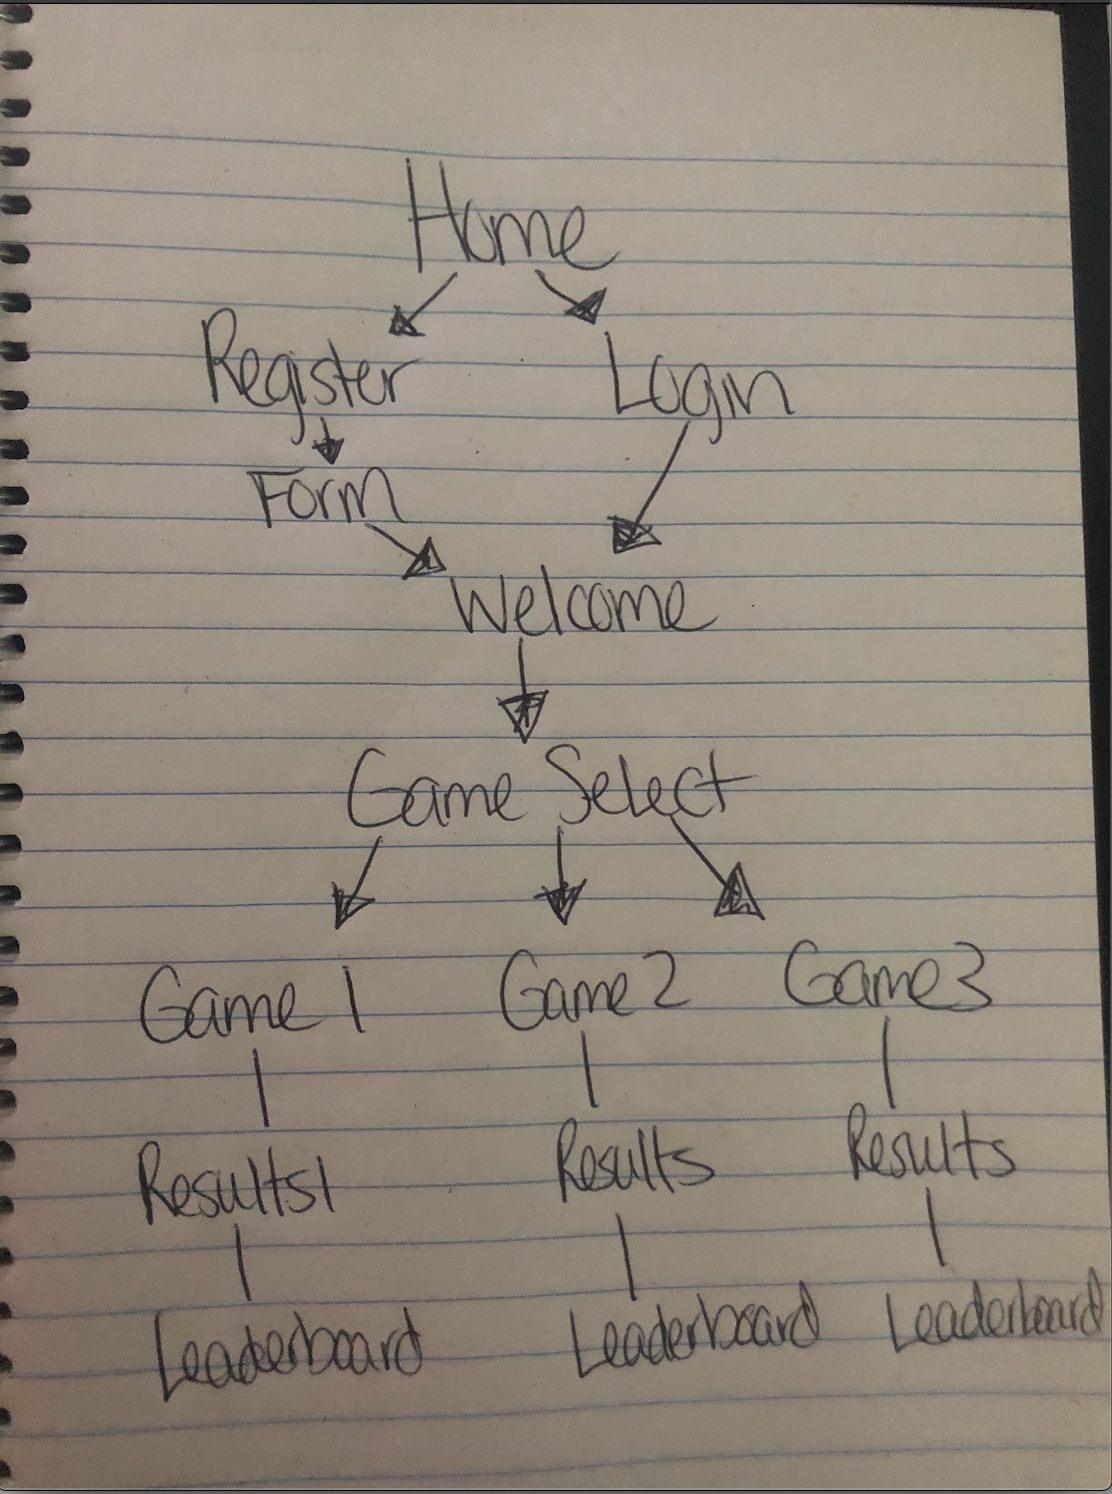 Home
Register Login
Form
Welcome
Game Select
Game 1 Game 2 Game 3
Results1 Results Results
Leaderboard Leaderboard Leaderboard